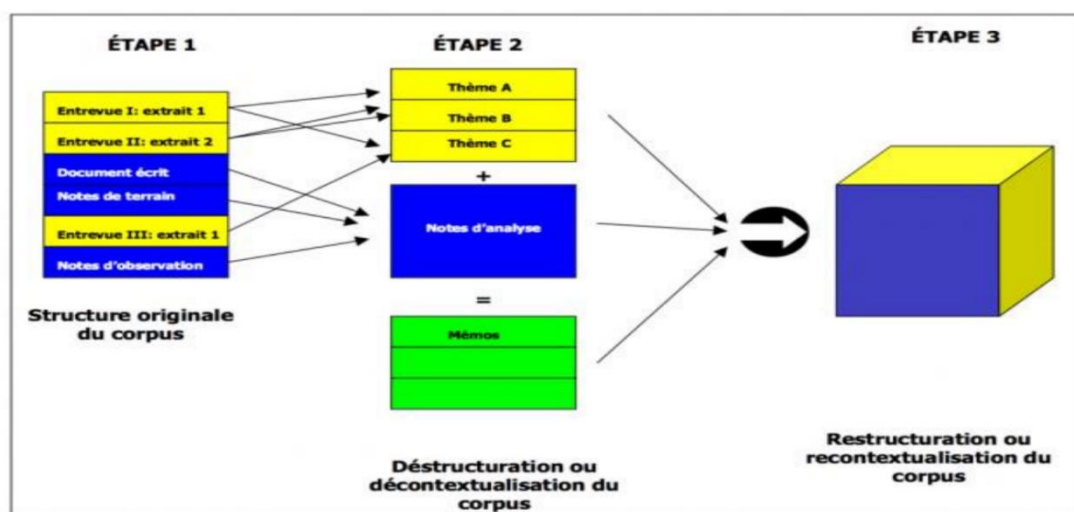 ÉTAPE 1
Entrevue I: extrait 1
Entrevue II: extrait 2
Document écrit
Notes de terrain
Entrevue III: extrait 1
Notes d'observation
Structure originale
du corpus
ÉTAPE 2
Thème A
Thème B
Thème C
+
Notes d'analyse
=
Mémos
Déstructuration ou
décontextualisation du
corpus
ÉTAPE 3
Restructuration ou
recontextualisation du
corpus